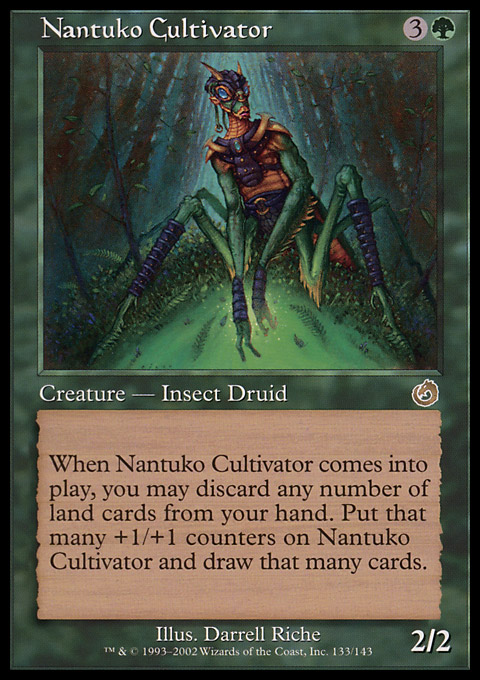 Nantuko Cultivator 3
Creature — Insect Druid
When Nantuko Cultivator comes into
play, you may discard any number of
land cards from your hand. Put that
many +1/+1 counters on Nantuko
Cultivator and draw that many cards.
Illus. Darrell Riche
™ & © 1993–2002 Wizards of the Coast, Inc. 133/143
2/2